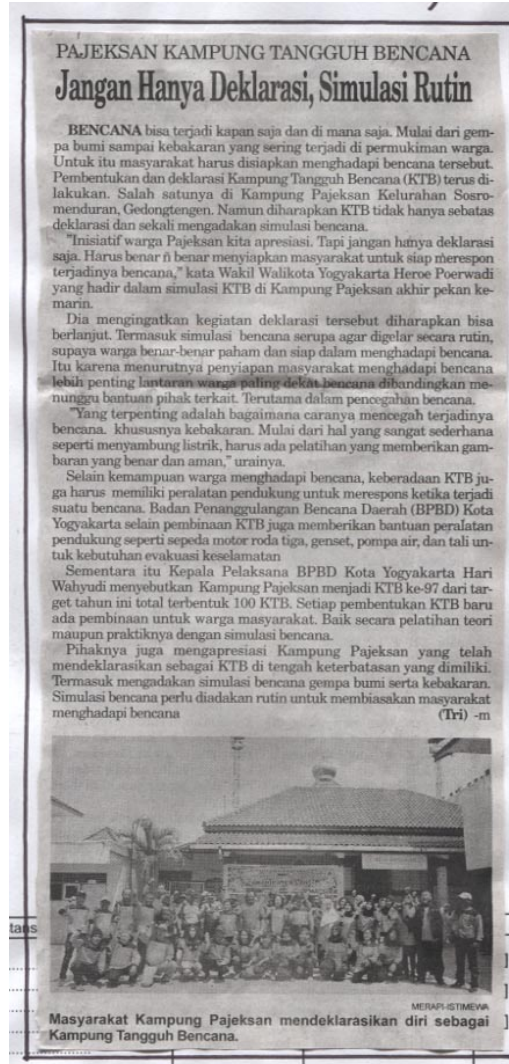 PAJEKSAN KAMPUNG TANGGUH BENCANA
Jangan Hanya Deklarasi, Simulasi Rutin
BENCANA bisa terjadi kapan saja dan di mana saja. Mulai dari gem-
pa bumi sampai kebakaran yang sering terjadi di permukiman warga.
Untuk itu masyarakat harus disiapkan menghadapi bencana tersebut.
Pembentukan dan deklarasi Kampung Tangguh Bencana (KTB) terus di-
lakukan. Salah satunya di Kampung Pajeksan Kelurahan Sosro-
menduran, Gedongtengen. Namun diharapkan KTB tidak hanya sebatas
deklarasi dan sekali mengadakan simulasi bencana.
"Inisiatif warga Pajeksan kita apresiasi. Tapi jangan hanya deklarasi
saja. Harus benar ñ benar menyiapkan masyarakat untuk siap merespon
terjadinya bencana," kata Wakil Walikota Yogyakarta Heroe Poerwadi
yang hadir dalam simulasi KTB di Kampung Pajeksan akhir pekan ke-
marin.
Dia mengingatkan kegiatan deklarasi tersebut diharapkan bisa
berlanjut. Termasuk simulasi bencana serupa agar digelar secara rutin,
supaya warga benar-benar paham dan siap dalam menghadapi bencana.
Itu karena menurutnya penyiapan masyarakat menghadapi bencana
lebih penting lantaran warga paling dekat bencana dibandingkan me-
nunggu bantuan pihak terkait. Terutama dalam pencegahan bencana.
"Yang terpenting adalah bagaimana caranya mencegah terjadinya
bencana. khususnya kebakaran. Mulai dari hal yang sangat sederhana
seperti menyambung listrik, harus ada pelatihan yang memberikan gam-
baran yang benar dan aman," urainya.
Selain kemampuan warga menghadapi bencana, keberadaan KTB ju-
ga harus memiliki peralatan pendukung untuk merespons ketika terjadi
suatu bencana. Badan Penanggulangan Bencana Daerah (BPBD) Kota
Yogyakarta selain pembinaan KTB juga memberikan bantuan peralatan
pendukung seperti sepeda motor roda tiga, genset, pompa air, dan tali un-
tuk kebutuhan evakuasi keselamatan
Sementara itu Kepala Pelaksana BPBD Kota Yogyakarta Hari
Wahyudi menyebutkan Kampung Pajeksan menjadi KTB ke-97 dari tar-
get tahun ini total terbentuk 100 KTB. Setiap pembentukan KTB baru
ada pembinaan untuk warga masyarakat. Baik secara pelatihan teori
maupun praktiknya dengan simulasi bencana.
Pihaknya juga mengapresiasi Kampung Pajeksan yang telah
mendeklarasikan sebagai KTB di tengah keterbatasan yang dimiliki.
Termasuk mengadakan simulasi bencana gempa bumi serta kebakaran.
Simulasi bencana perlu diadakan rutin untuk membiasakan masyarakat
menghadapi bencana (Tri) -m
MERAPI-ISTIMEWA
Masyarakat Kampung Pajeksan mendeklarasikan diri sebagai
Kampung Tangguh Bencana.